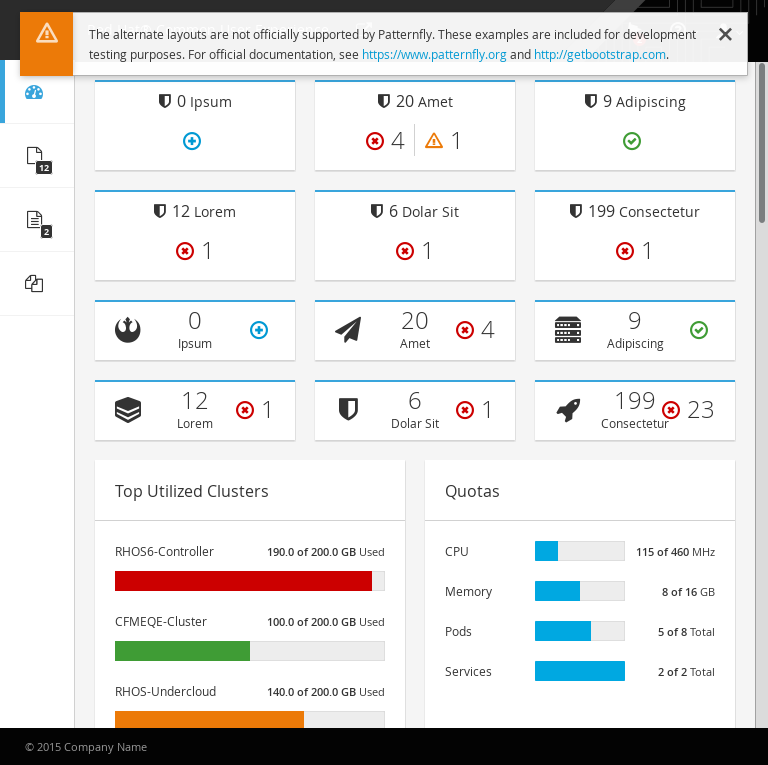 The alternate layouts are not officially supported by Patternfly. These examples are included for development
testing purposes. For official documentation, see https://www.patternfly.org and http://getbootstrap.com.
0 Ipsum
20 Amet
9 Adipiscing
4
1
12 Lorem
6 Dolar Sit
199 Consectetur
1
1
1
12
2
0
Ipsum
20
Amet
4
9
Adipiscing
12
Lorem
1
6
Dolar Sit
1
199
Consectetur
23
Top Utilized Clusters
RHOS6-Controller 190.0 of 200.0 GB Used
CFMEQE-Cluster 100.0 of 200.0 GB Used
RHOS-Undercloud 140.0 of 200.0 GB Used
Quotas
CPU 115 of 460 MHz
Memory 8 of 16 GB
Pods 5 of 8 Total
Services 2 of 2 Total
© 2015 Company Name